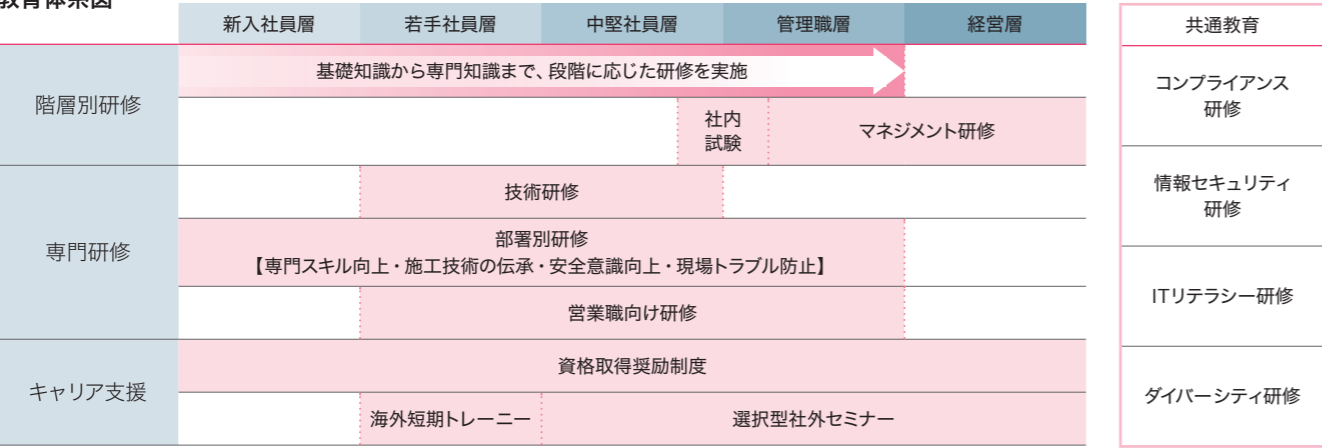 教育体系図
新入社員層 若手社員層 中堅社員層 管理職層 経営層
階層別研修
基礎知識から専門知識まで、段階に応じた研修を実施
社内
試験
マネジメント研修
専門研修
技術研修
部署別研修
【専門スキル向上・施工技術の伝承・安全意識向上・現場トラブル防止】
営業職向け研修
キャリア支援
資格取得奨励制度
海外短期トレーニー
選択型社外セミナー
共通教育
コンプライアンス
研修
情報セキュリティ
研修
ITリテラシー研修
ダイバーシティ研修